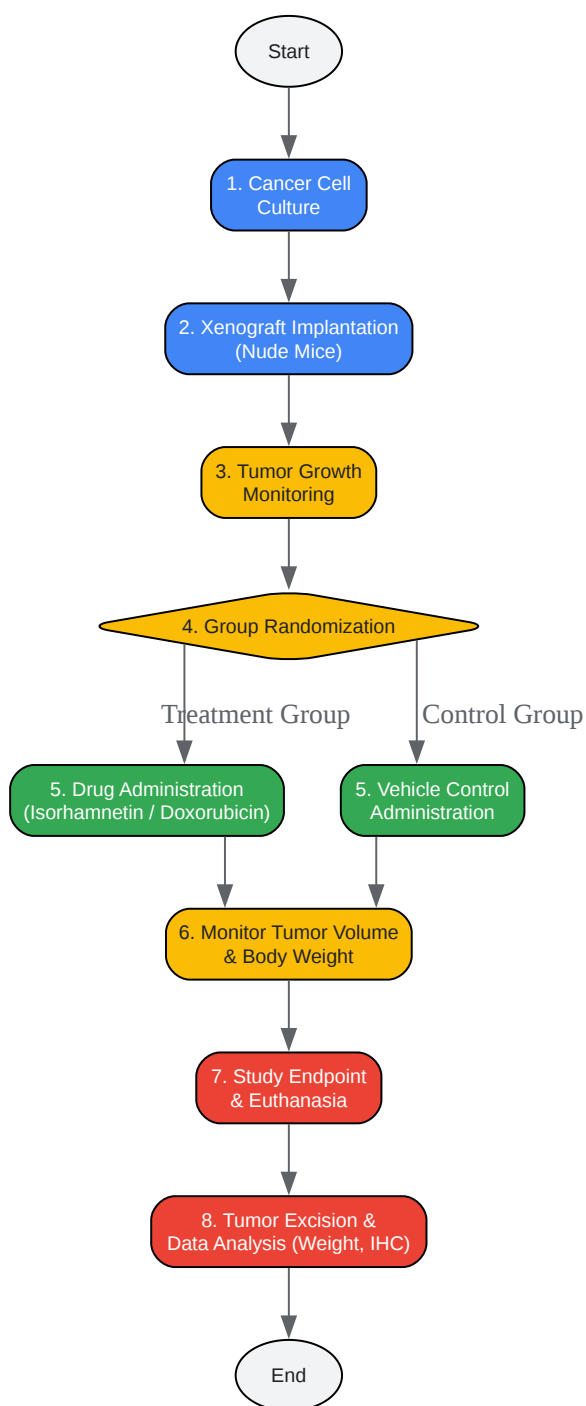 Start
1. Cancer Cell
Culture
2. Xenograft Implantation
(Nude Mice)
3. Tumor Growth
Monitoring
4. Group Randomization
Treatment Group
Control Group
5. Drug Administration
(Isorhamnetin / Doxorubicin)
5. Vehicle Control
Administration
6. Monitor Tumor Volume
& Body Weight
7. Study Endpoint
& Euthanasia
8. Tumor Excision &
Data Analysis (Weight, IHC)
End